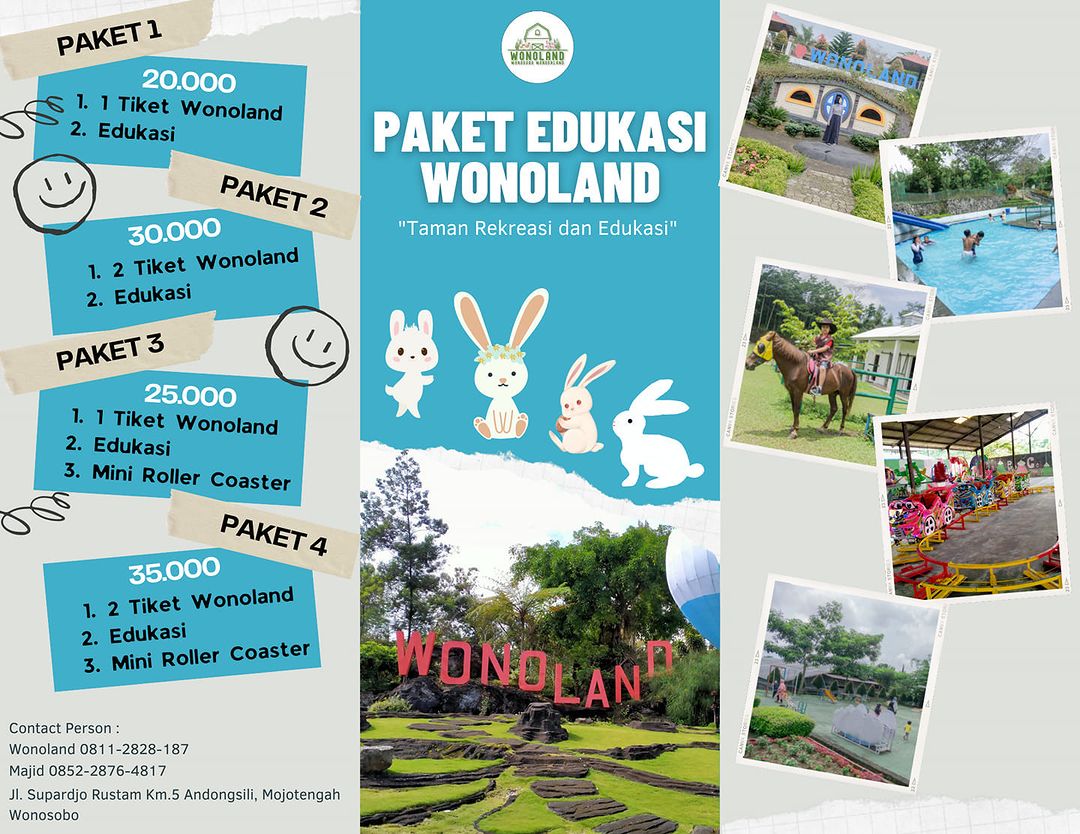 PAKET 1
20.000
1. 1 Tiket Wonoland
2. Edukasi
PAKET 2
30.000
1. 2 Tiket Wonoland
2. Edukasi
PAKET 3
25.000
1. 1 Tiket Wonoland
2. Edukasi
3. Mini Roller Coaster
PAKET 4
35.000
1. 2 Tiket Wonoland
2. Edukasi
3. Mini Roller Coaster
Contact Person :
Wonoland 0811-2828-187
Majid 0852-2876-4817
Jl. Supardjo Rustam Km.5 Andongsili, Mojotengah
Wonosobo
WONOLAND
PAKET EDUKASI
WONOLAND
"Taman Rekreasi dan Edukasi"
WONOLAND
WONOLAND